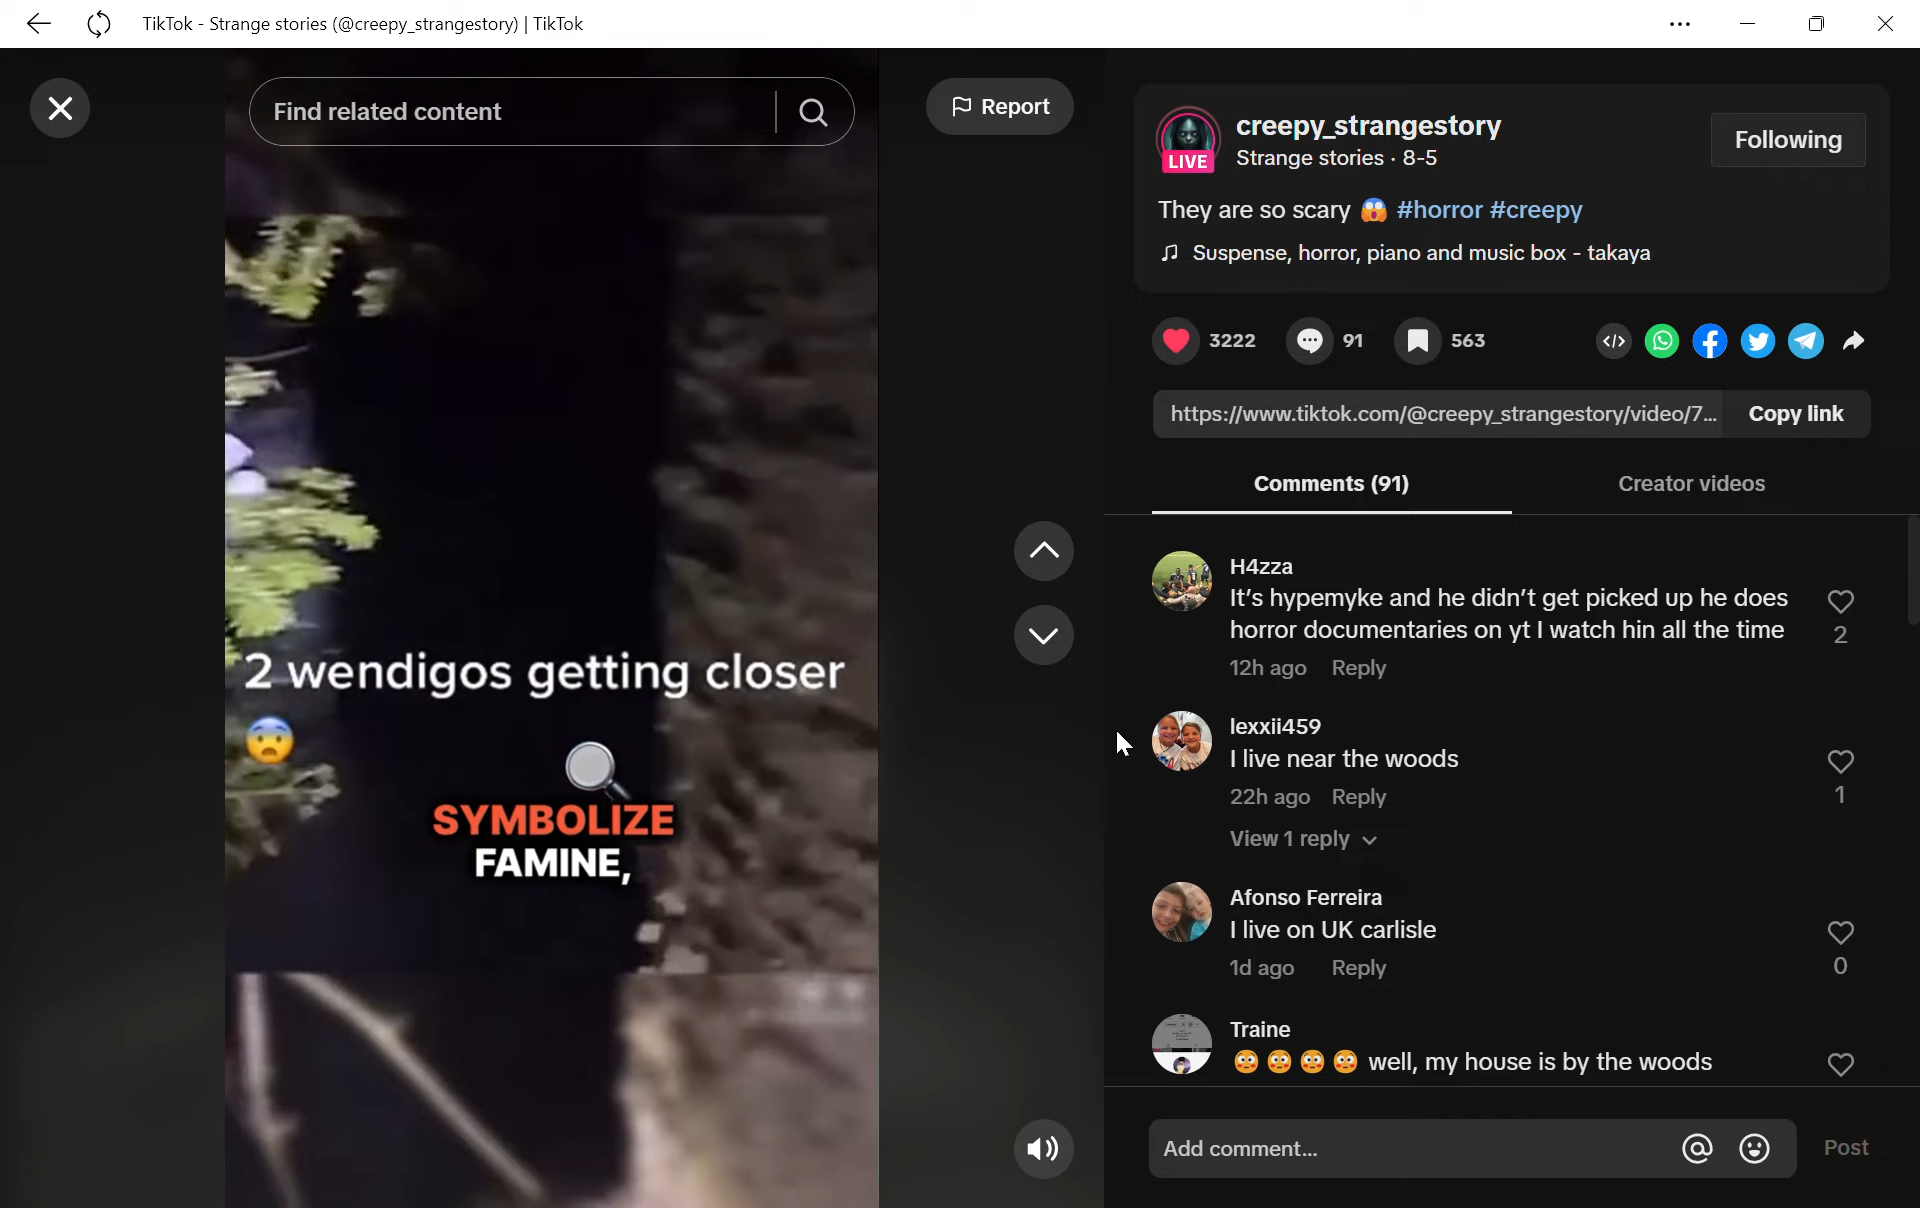 TikTok - Strange stories (@creepy_strangestory) | TikTok
Find related content
Report
LIVE
creepy_strangestory
Strange stories · 8-5
Following
They are so scary 😱 #horror #creepy
Suspense, horror, piano and music box - takaya
3222
91
563
https://www.tiktok.com/@creepy_strangestory/video/7...
Copy link
Comments (91)
Creator videos
2 wendigos getting closer
😨
SYMBOLIZE
FAMINE,
H4zza
It's hypemyke and he didn't get picked up he does
horror documentaries on yt I watch hin all the time
2
12h ago Reply
lexxii459
I live near the woods
1
22h ago Reply
View 1 reply
Afonso Ferreira
I live on UK carlisle
0
1d ago Reply
Traine
😳 😳 😳 😳 well, my house is by the woods
Add comment...
Post